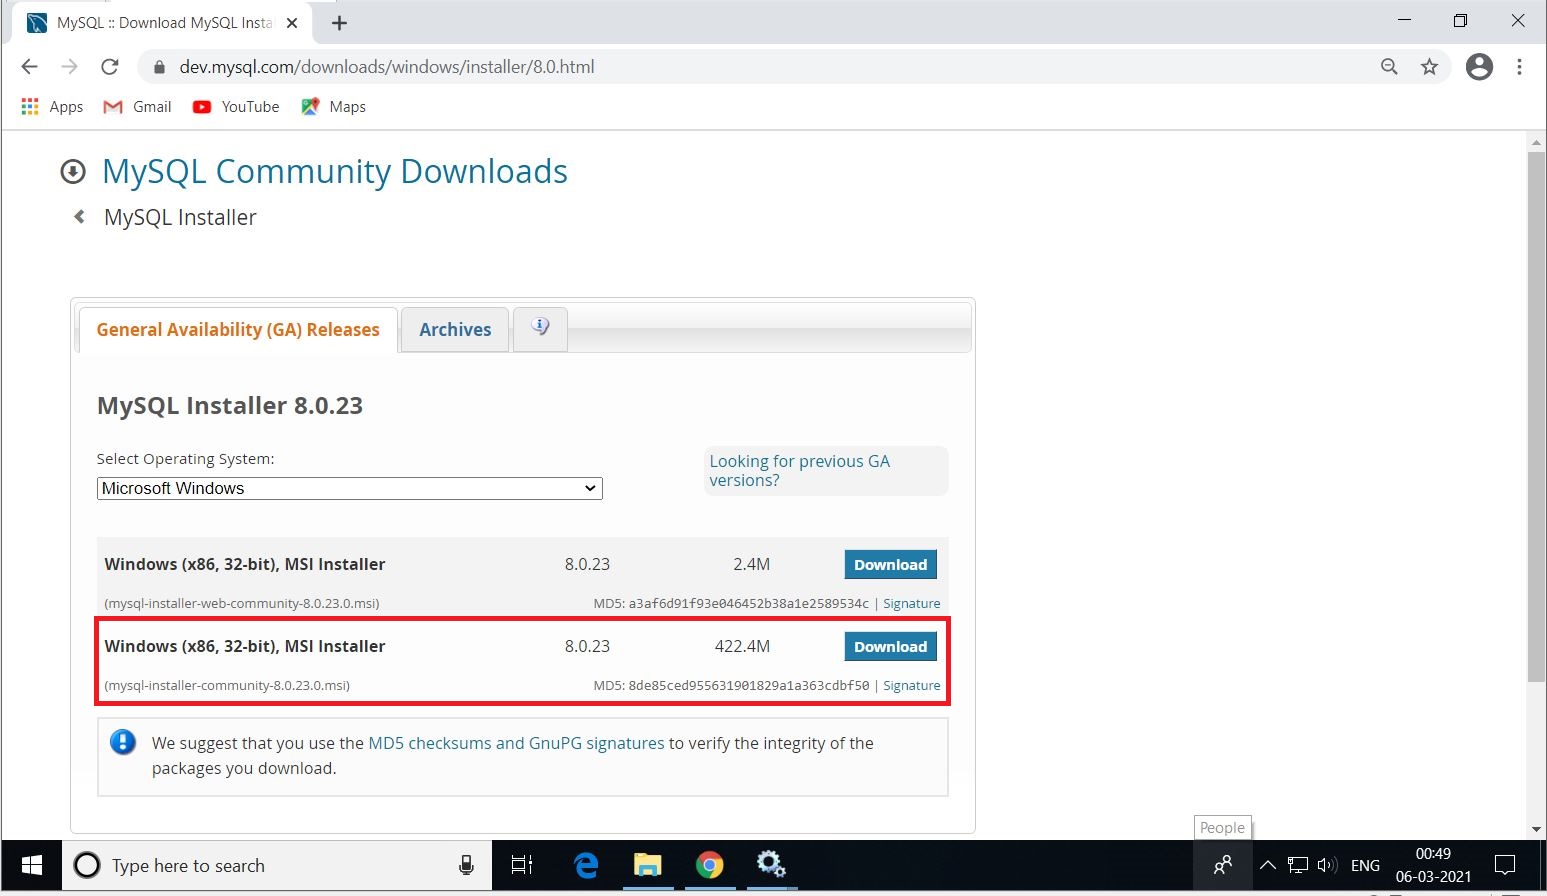 MySQL :: Download MySQL Insta
dev.mysql.com/downloads/windows/installer/8.0.html
Apps Gmail YouTube Maps
MySQL Community Downloads
MySQL Installer
General Availability (GA) Releases Archives
MySQL Installer 8.0.23
Select Operating System:
Looking for previous GA
versions?
Microsoft Windows
Windows (x86, 32-bit), MSI Installer 8.0.23 2.4M Download
(mysql-installer-web-community-8.0.23.0.msi) MD5: a3af6d91f93e046452b38a1e2589534c | Signature
Windows (x86, 32-bit), MSI Installer 8.0.23 422.4M Download
(mysql-installer-community-8.0.23.0.msi) MD5: 8de85ced955631901829a1a363cdbf50 | Signature
We suggest that you use the MD5 checksums and GnuPG signatures to verify the integrity of the
packages you download.
People
Type here to search
ENG
00:49
06-03-2021